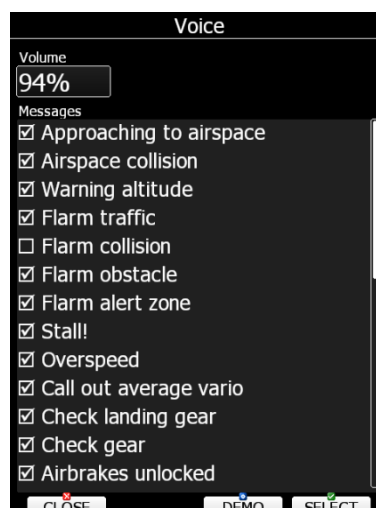 Voice
Volume
94%
Messages
Approaching to airspace
Airspace collision
Warning altitude
Flarm traffic
Flarm collision
Flarm obstacle
Flarm alert zone
Stall!
Overspeed
Call out average vario
Check landing gear
Check gear
Airbrakes unlocked
CLOSE DEMO SELECT